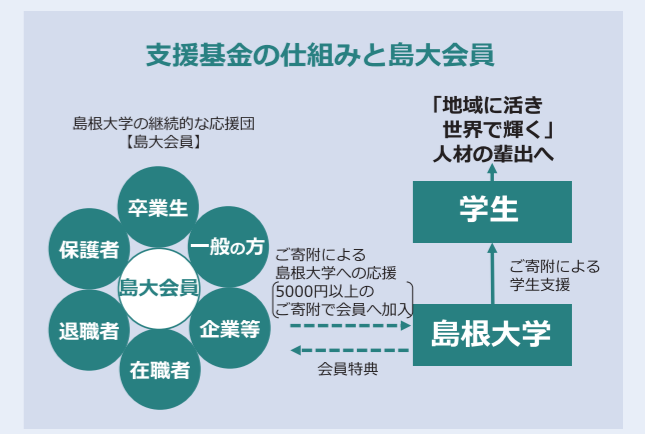 支援基金の仕組みと島大会員
島根大学の継続的な応援団
【島大会員】
卒業生
一般の方
企業等
在職者
退職者
保護者
島大会員
ご寄附による
島根大学への応援
5000円以上の
ご寄附で会員へ加入
会員特典
「地域に活き
世界で輝く」
人材の輩出へ
学生
ご寄附による
学生支援
島根大学